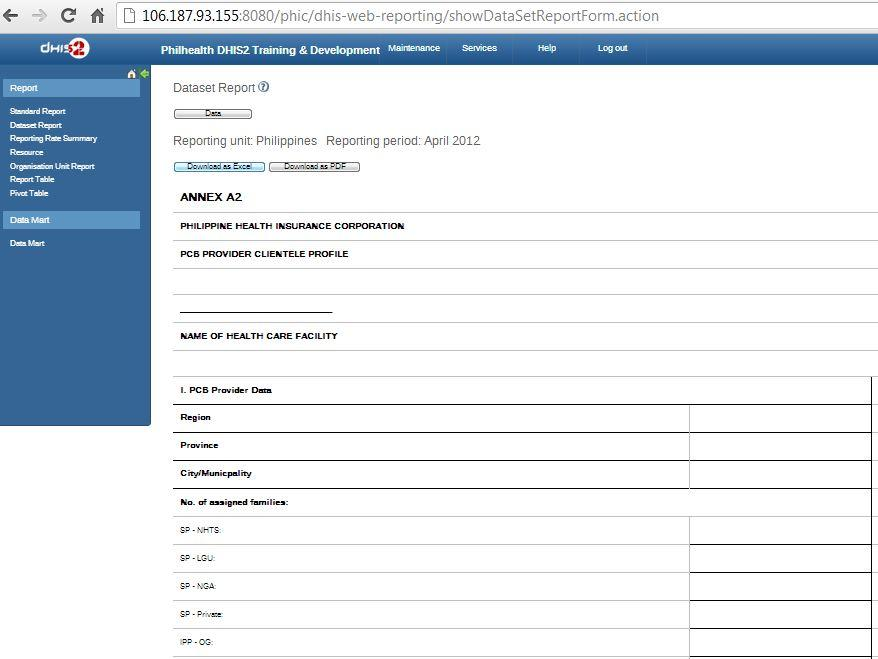 106.187.93.155:8080/phic/dhis-web-reporting/showDataSetReportForm.action
dhis2
Philhealth DHIS2 Training & Development
Maintenance
Services
Help
Log out
Report
Standard Report
Dataset Report
Reporting Rate Summary
Resource
Organisation Unit Report
Report Table
Pivot Table
Data Mart
Data Mart
Dataset Report ?
Data
Reporting unit: Philippines Reporting period: April 2012
Download as Excel Download as PDF
ANNEX A2
PHILIPPINE HEALTH INSURANCE CORPORATION
PCB PROVIDER CLIENTELE PROFILE
NAME OF HEALTH CARE FACILITY
I. PCB Provider Data
Region
Province
City/Municpality
No. of assigned families:
SP - NHTS:
SP - LGU:
SP - NGA:
SP - Private:
IPP - OG: